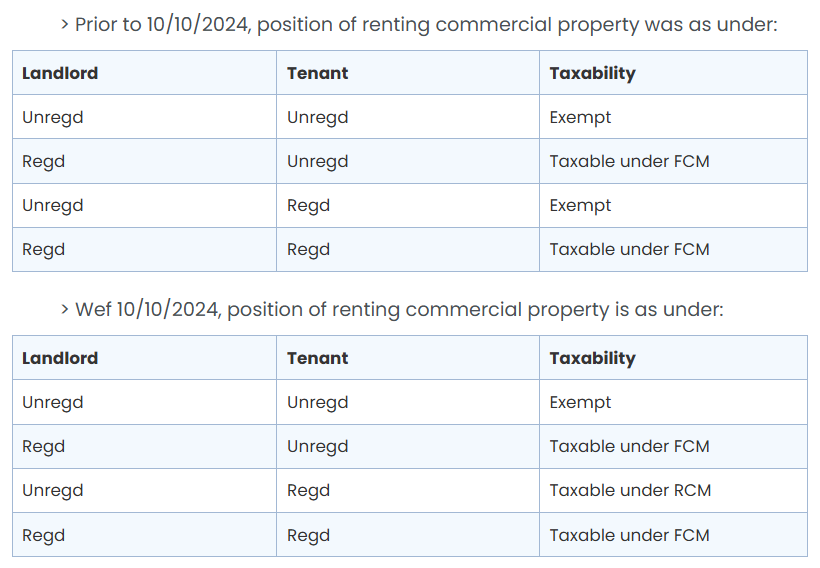 > Prior to 10/10/2024, position of renting commercial property was as under:
Landlord Tenant Taxability
Unregd Unregd Exempt
Regd Unregd Taxable under FCM
Unregd Regd Exempt
Regd Regd Taxable under FCM
> Wef 10/10/2024, position of renting commercial property is as under:
Landlord Tenant Taxability
Unregd Unregd Exempt
Regd Unregd Taxable under FCM
Unregd Regd Taxable under RCM
Regd Regd Taxable under FCM